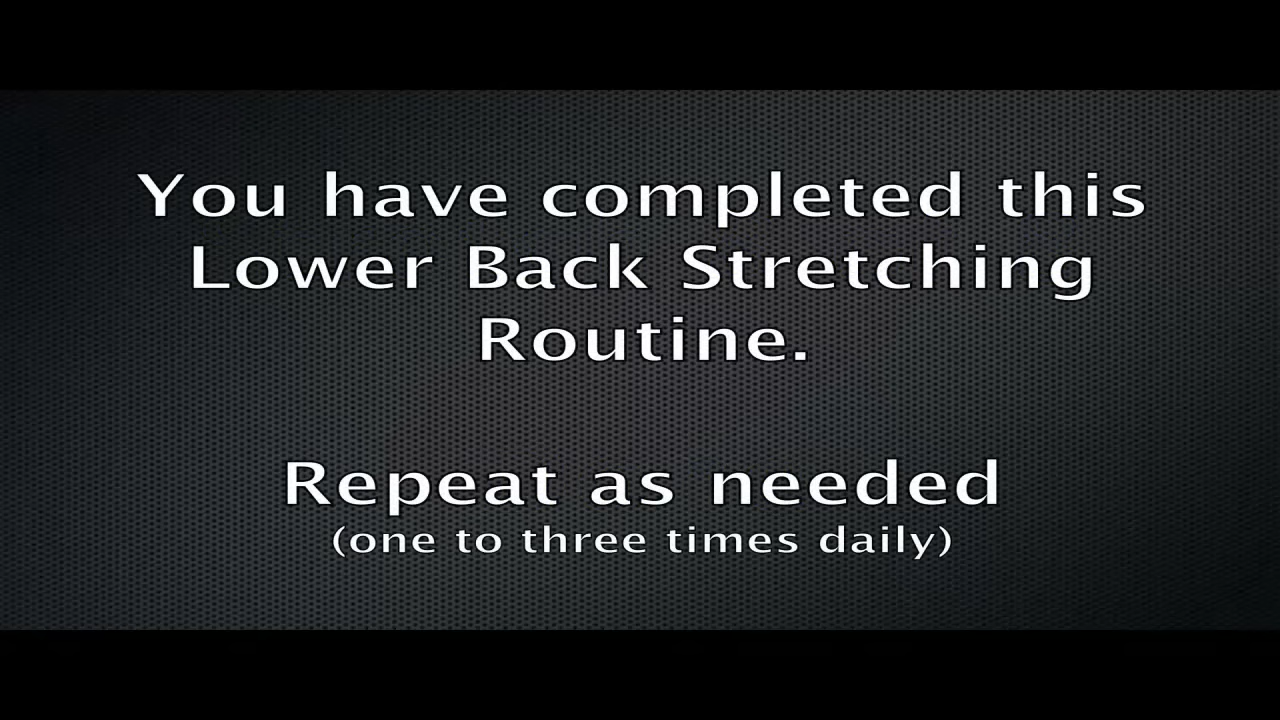 You have completed this
Lower Back Stretching
Routine.
Repeat as needed
(one to three times daily)